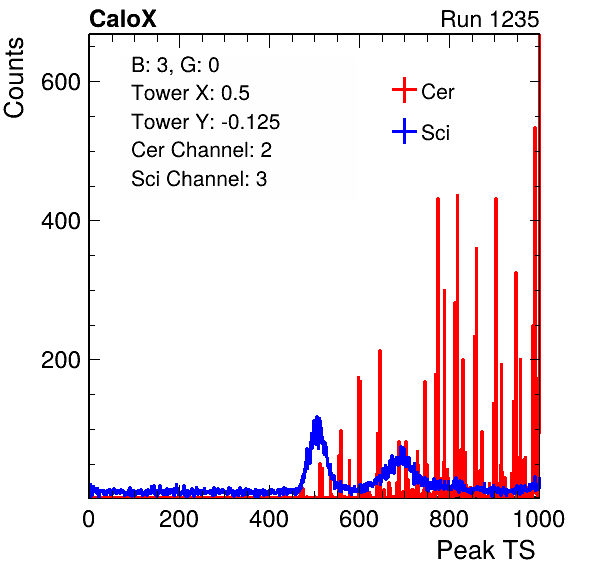 CaloX Run 1235
Counts
B: 3, G: 0
Tower X: 0.5
Tower Y: -0.125
Cer Channel: 2
Sci Channel: 3
Cer
Sci
600
400
200
0 200 400 600 800 1000
Peak TS